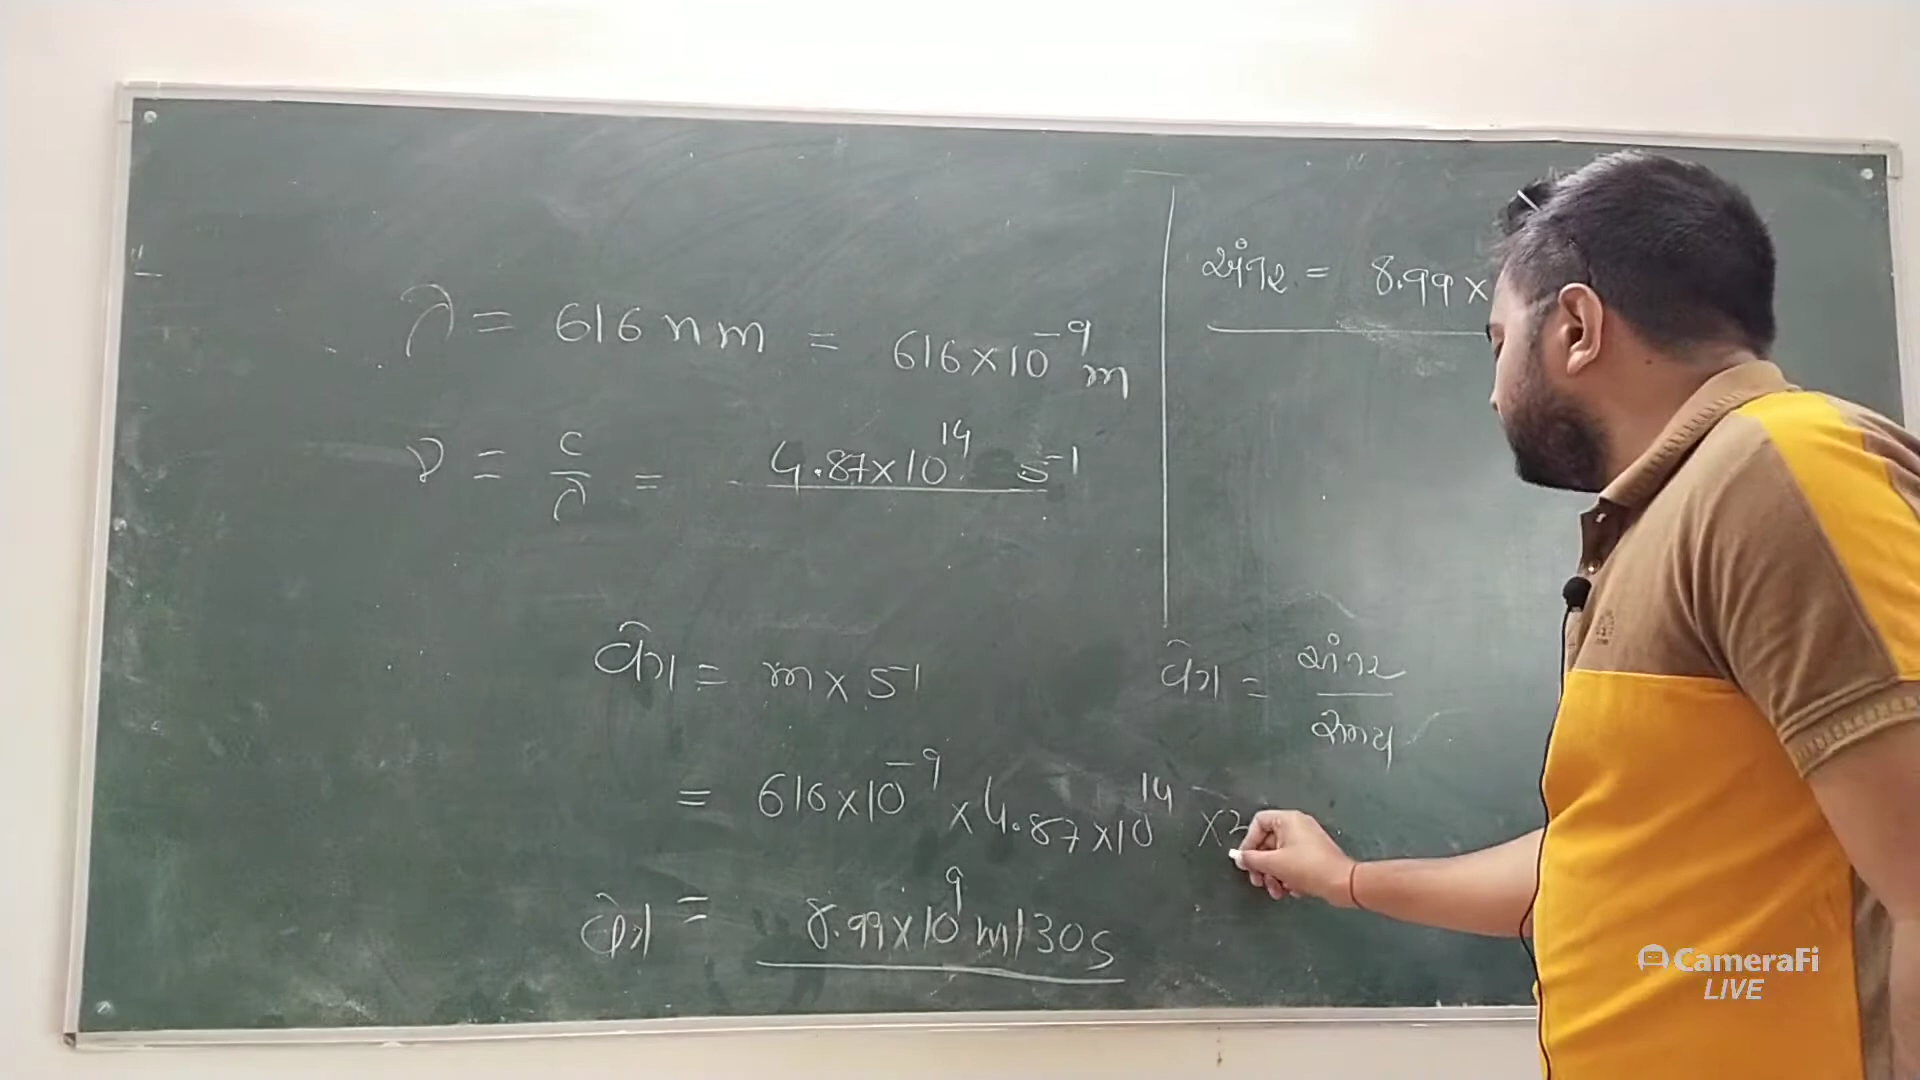 λ = 616 nm = 616 × 10⁻⁹ m
ν = c/λ = 4.87 × 10¹⁴ s⁻¹
વેગ = m × s⁻¹
= 616 × 10⁻⁹ × 4.87 × 10¹⁴ ×
વેગ = 8.99 × 10⁹ m/30s
અંતર = 8.99 ×
વેગ = અંતર / સમય
CameraFi
LIVE